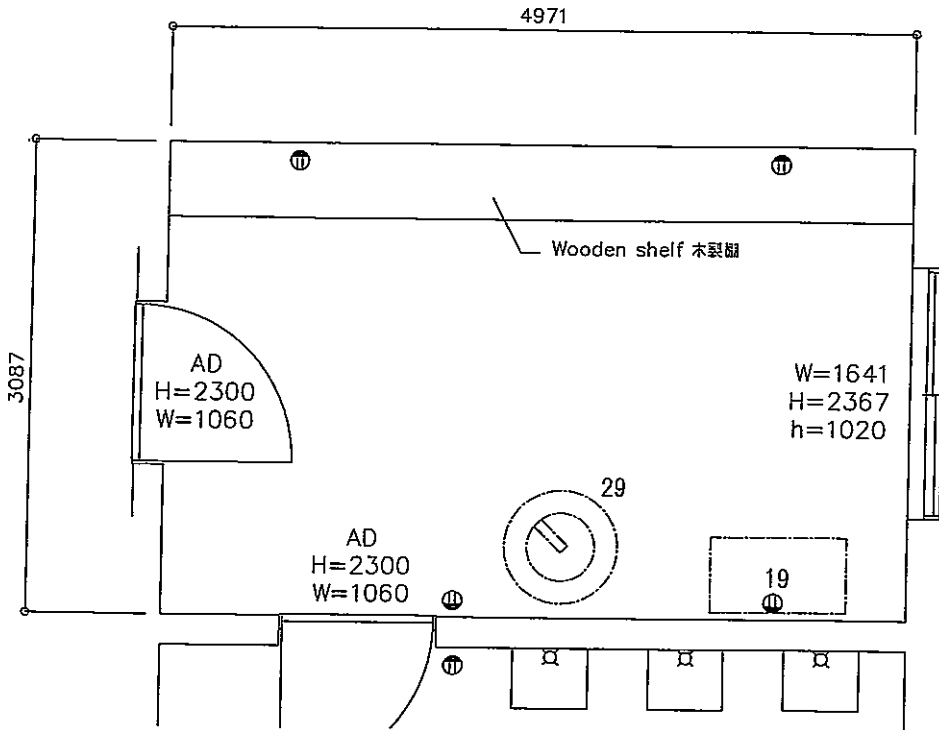 4971
Wooden shelf 木製棚
3087
AD
H=2300
W=1060
W=1641
H=2367
h=1020
29
AD
H=2300
W=1060
19